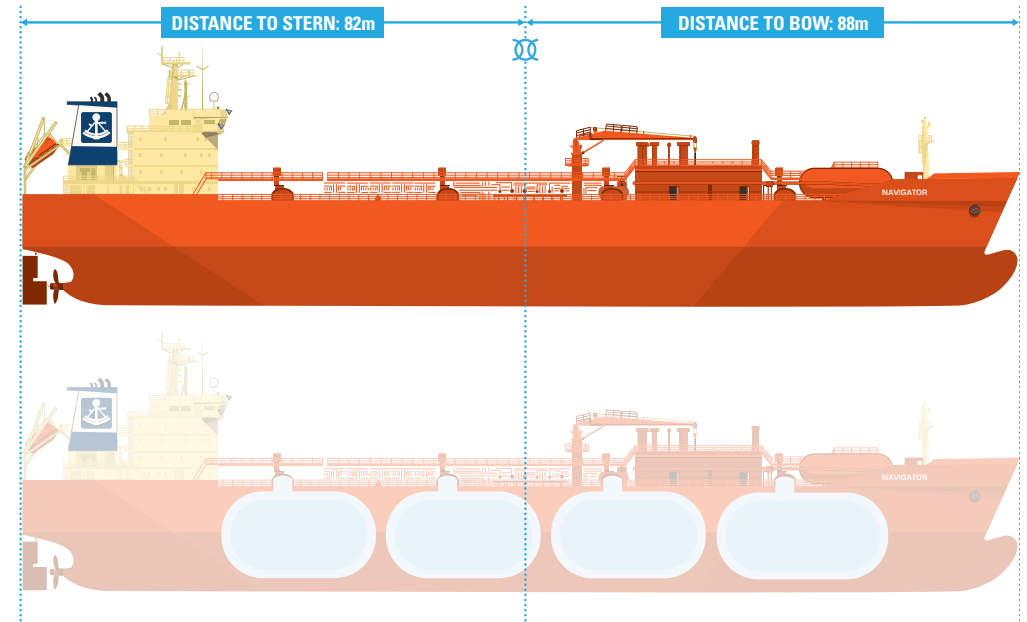 DISTANCE TO STERN: 82m
DISTANCE TO BOW: 88m
NAVIGATOR
NAVIGATOR